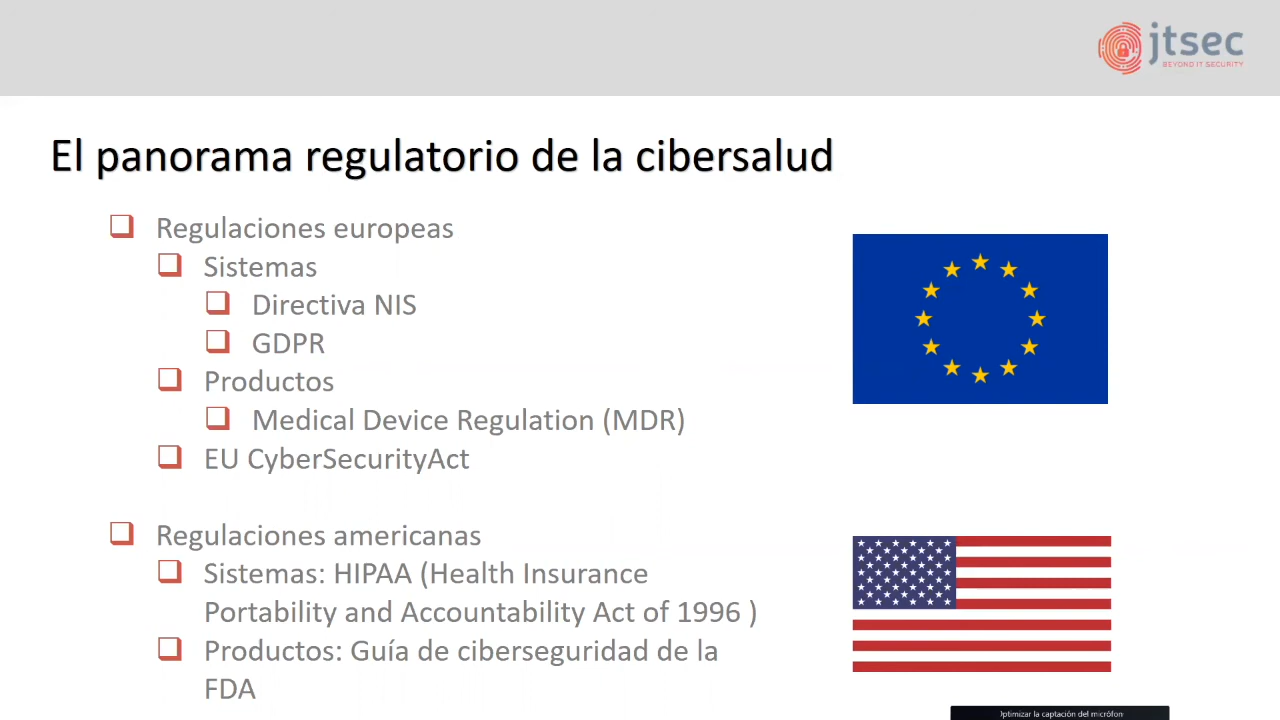 jtsec
BEYOND IT SECURITY
El panorama regulatorio de la cibersalud
Regulaciones europeas
Sistemas
Directiva NIS
GDPR
Productos
Medical Device Regulation (MDR)
EU CyberSecurityAct
Regulaciones americanas
Sistemas: HIPAA (Health Insurance
Portability and Accountability Act of 1996 )
Productos: Guía de ciberseguridad de la
FDA
Optimizar la captación del micrófon